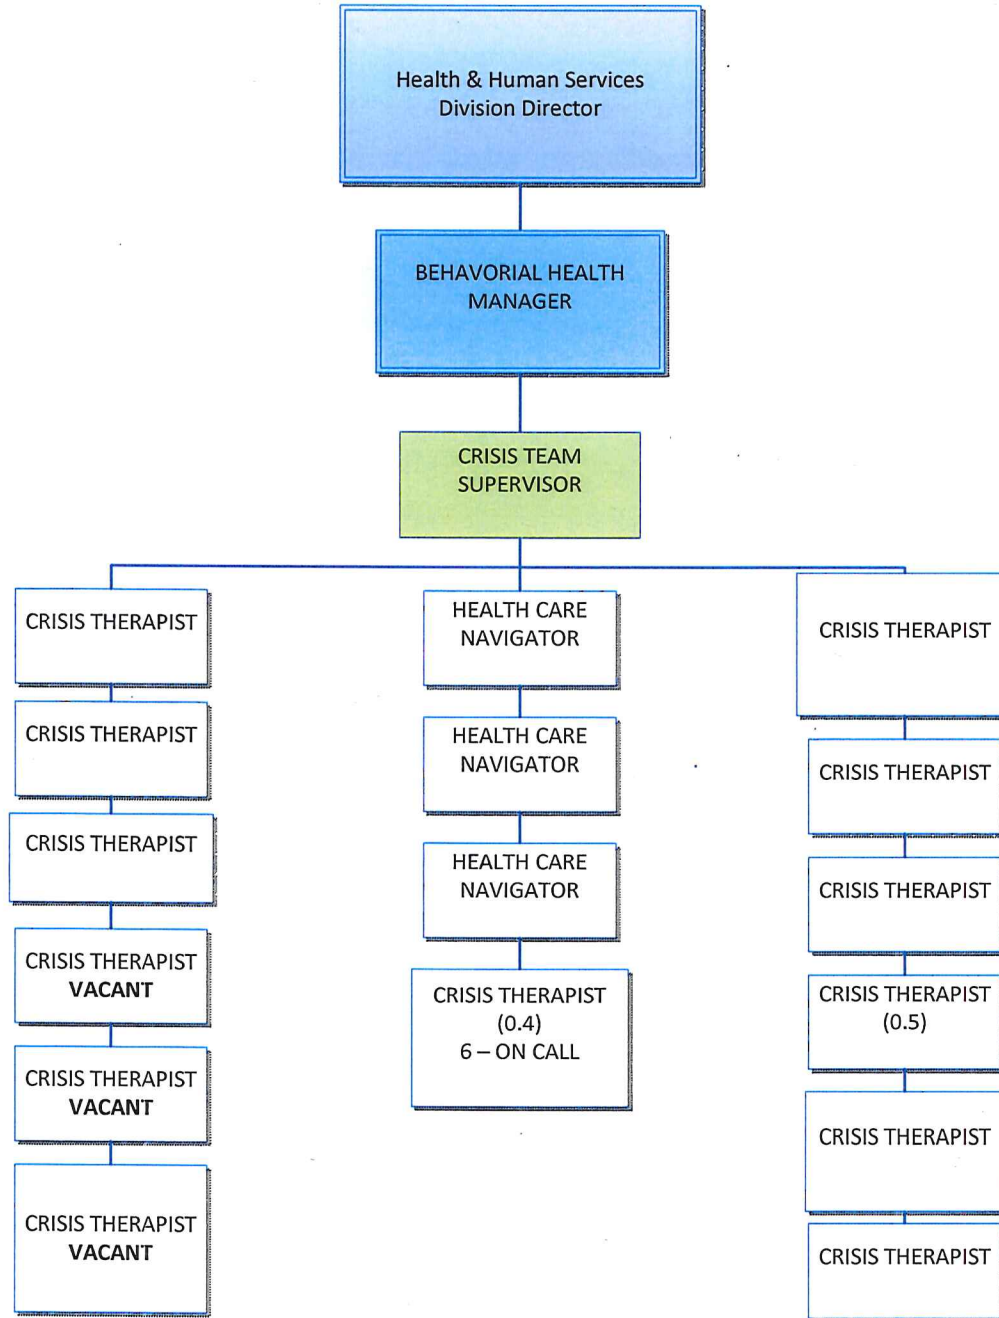 Health & Human Services
Division Director
BEHAVORIAL HEALTH
MANAGER
CRISIS TEAM
SUPERVISOR
CRISIS THERAPIST
CRISIS THERAPIST
CRISIS THERAPIST
CRISIS THERAPIST
VACANT
CRISIS THERAPIST
VACANT
CRISIS THERAPIST
VACANT
HEALTH CARE
NAVIGATOR
HEALTH CARE
NAVIGATOR
HEALTH CARE
NAVIGATOR
CRISIS THERAPIST
(0.4)
6 – ON CALL
CRISIS THERAPIST
CRISIS THERAPIST
CRISIS THERAPIST
CRISIS THERAPIST
(0.5)
CRISIS THERAPIST
CRISIS THERAPIST